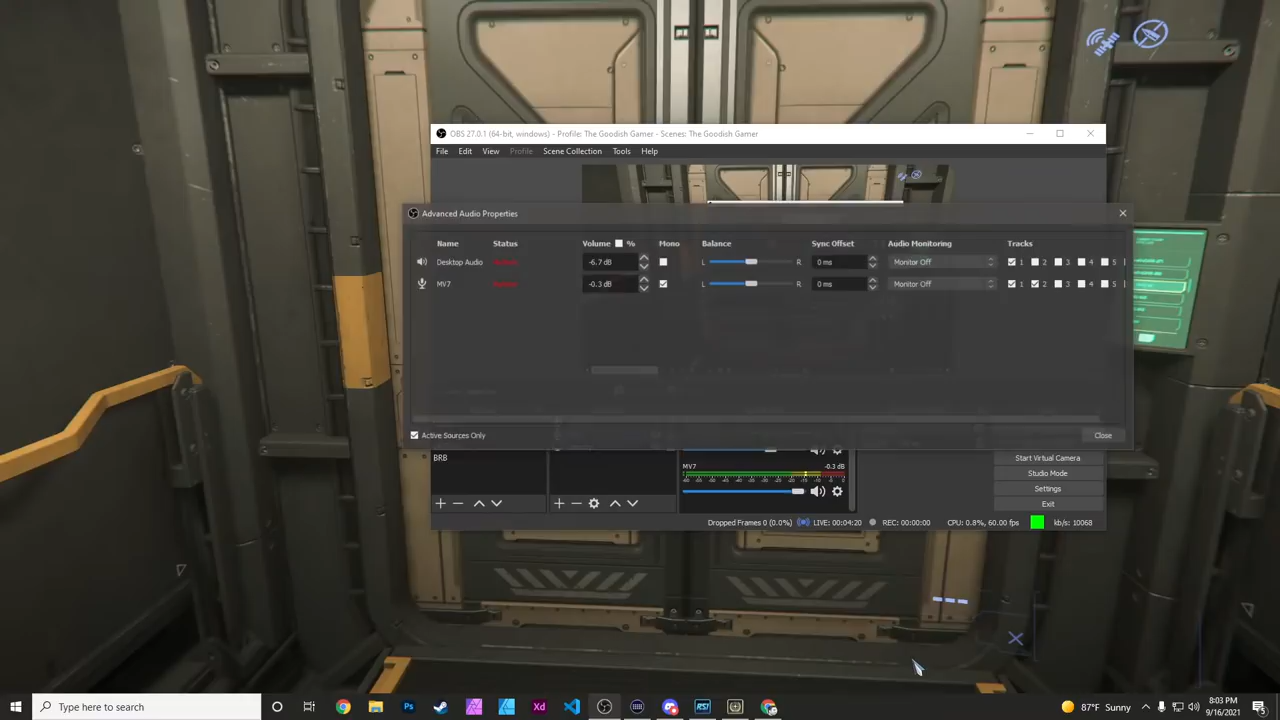 OBS 27.0.1 (64-bit, windows) - Profile: The Goodish Gamer - Scenes: The Goodish Gamer
File Edit View Profile Scene Collection Tools Help
Advanced Audio Properties
Name Status Volume % Mono Balance Sync Offset Audio Monitoring Tracks
Desktop Audio -6.7 dB L R 0 ms Monitor Off 1 2 3 4 5
MV7 -0.3 dB L R 0 ms Monitor Off 1 2 3 4 5
Active Sources Only Close
BRB
MV7 -0.3 dB
Start Virtual Camera
Studio Mode
Settings
Exit
Dropped Frames 0 (0.0%) LIVE: 00:04:20 REC: 00:00:00 CPU: 0.8%, 60.00 fps kb/s: 10068
Type here to search
Ps
Xd
RSI
87°F Sunny
8:03 PM
9/16/2021